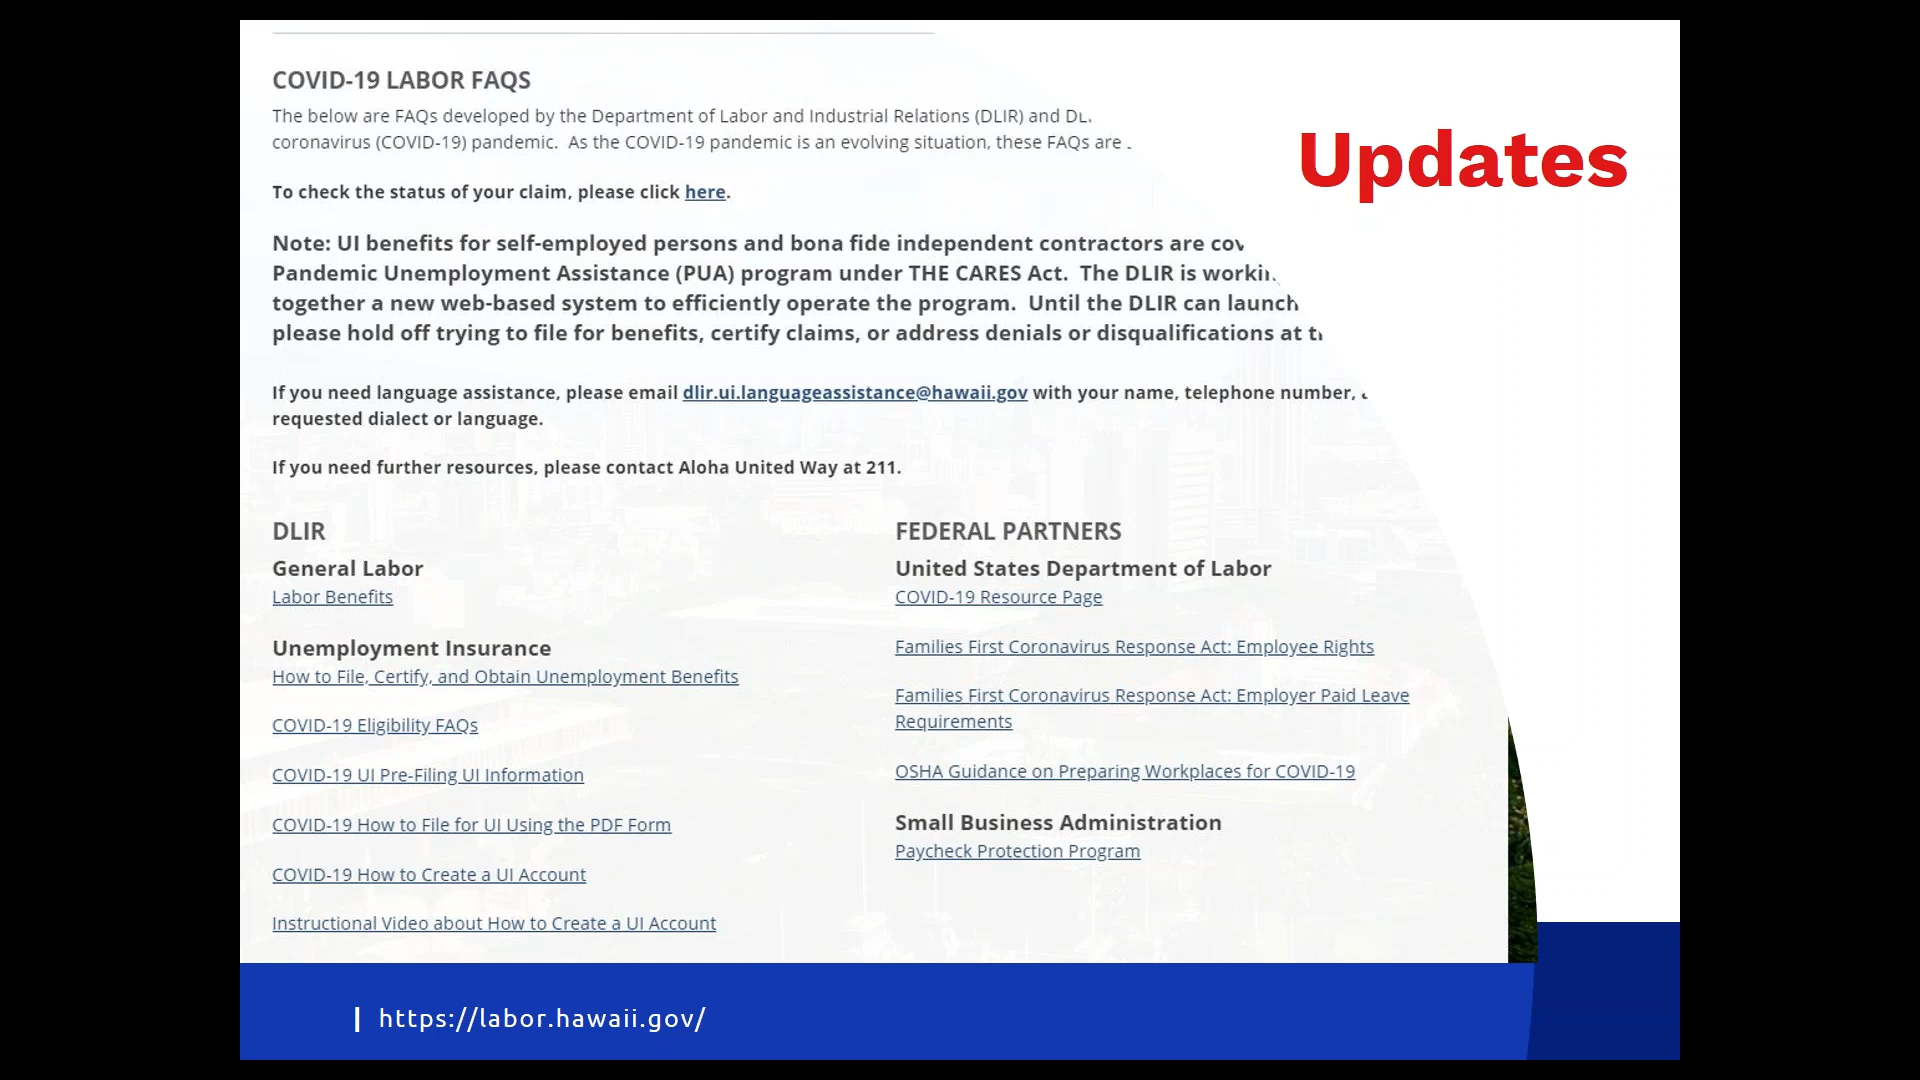 COVID-19 LABOR FAQS
The below are FAQs developed by the Department of Labor and Industrial Relations (DLIR) and
coronavirus (COVID-19) pandemic.  As the COVID-19 pandemic is an evolving situation, these FAQs are
Updates
To check the status of your claim, please click here.
Note: UI benefits for self-employed persons and bona fide independent contractors are
Pandemic Unemployment Assistance (PUA) program under THE CARES Act.  The DLIR is
together a new web-based system to efficiently operate the program.  Until the DLIR can launch
please hold off trying to file for benefits, certify claims, or address denials or disqualifications at
If you need language assistance, please email dlir.ui.languageassistance@hawaii.gov with your name, telephone number,
requested dialect or language.
If you need further resources, please contact Aloha United Way at 211.
DLIR
General Labor
Labor Benefits
Unemployment Insurance
How to File, Certify, and Obtain Unemployment Benefits
COVID-19 Eligibility FAQs
COVID-19 UI Pre-Filing UI Information
COVID-19 How to File for UI Using the PDF Form
COVID-19 How to Create a UI Account
Instructional Video about How to Create a UI Account
FEDERAL PARTNERS
United States Department of Labor
COVID-19 Resource Page
Families First Coronavirus Response Act: Employee Rights
Families First Coronavirus Response Act: Employer Paid Leave
Requirements
OSHA Guidance on Preparing Workplaces for COVID-19
Small Business Administration
Paycheck Protection Program
| https://labor.hawaii.gov/